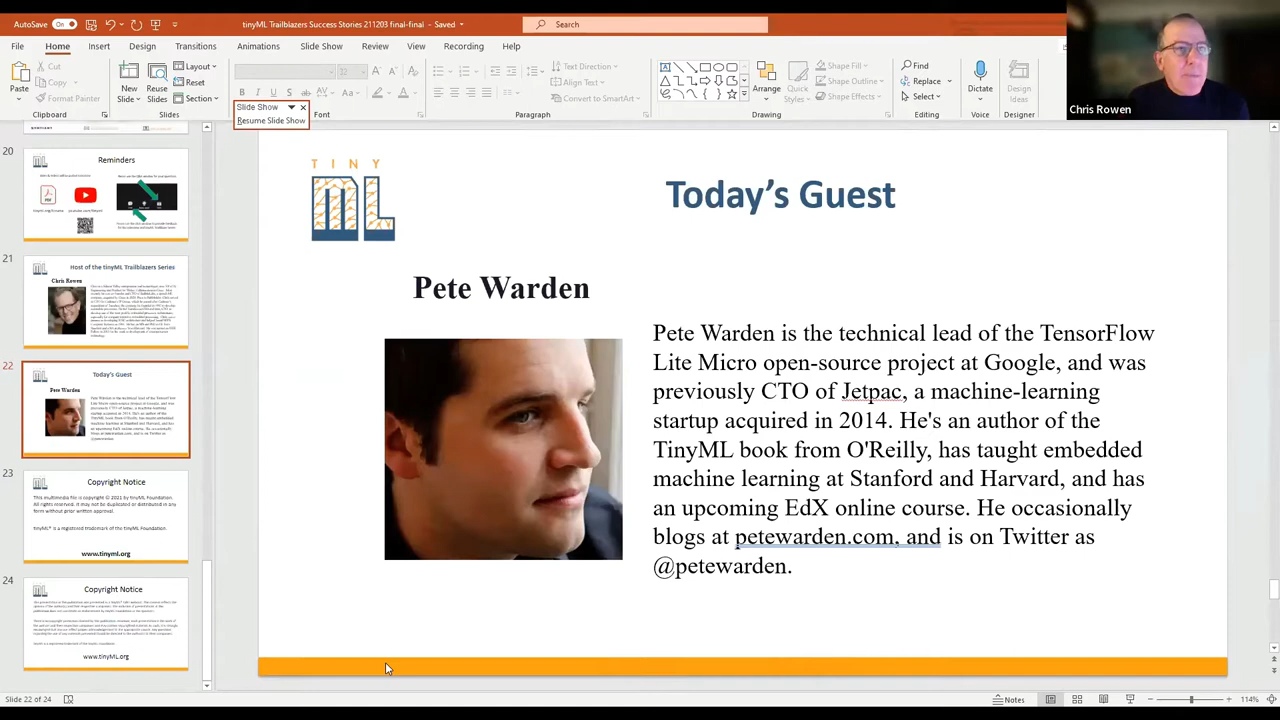 AutoSave On tinyML Trailblazers Success Stories 211203 final-final - Saved Search
File Home Insert Design Transitions Animations Slide Show Review View Recording Help
Paste
Cut
Copy
Format Painter
Clipboard
New Slide
Reuse Slides
Layout
Reset
Section
Slides
32
Slide Show
Resume Slide Show
Font
Text Direction
Align Text
Convert to SmartArt
Paragraph
Arrange
Quick Styles
Shape Fill
Shape Outline
Shape Effects
Drawing
Find
Replace
Select
Editing
Dictate
Voice
Design Ideas
Designer
Chris Rowen
20
Reminders
21
Host of the tinyML Trailblazers Series
Chris Rowen
22
Today's Guest
Pete Warden
23
Copyright Notice
This multimedia file is copyright © 2021 by tinyML Foundation.
All rights reserved. It may not be duplicated or distributed in any
form without prior written approval.
tinyML® is a registered trademark of the tinyML Foundation.
www.tinyml.org
24
Copyright Notice
www.tinyML.org
TINY
ML
Today's Guest
Pete Warden
Pete Warden is the technical lead of the TensorFlow
Lite Micro open-source project at Google, and was
previously CTO of Jetpac, a machine-learning
startup acquired in 2014. He's an author of the
TinyML book from O'Reilly, has taught embedded
machine learning at Stanford and Harvard, and has
an upcoming EdX online course. He occasionally
blogs at petewarden.com, and is on Twitter as
@petewarden.
Slide 22 of 24 Notes 114%